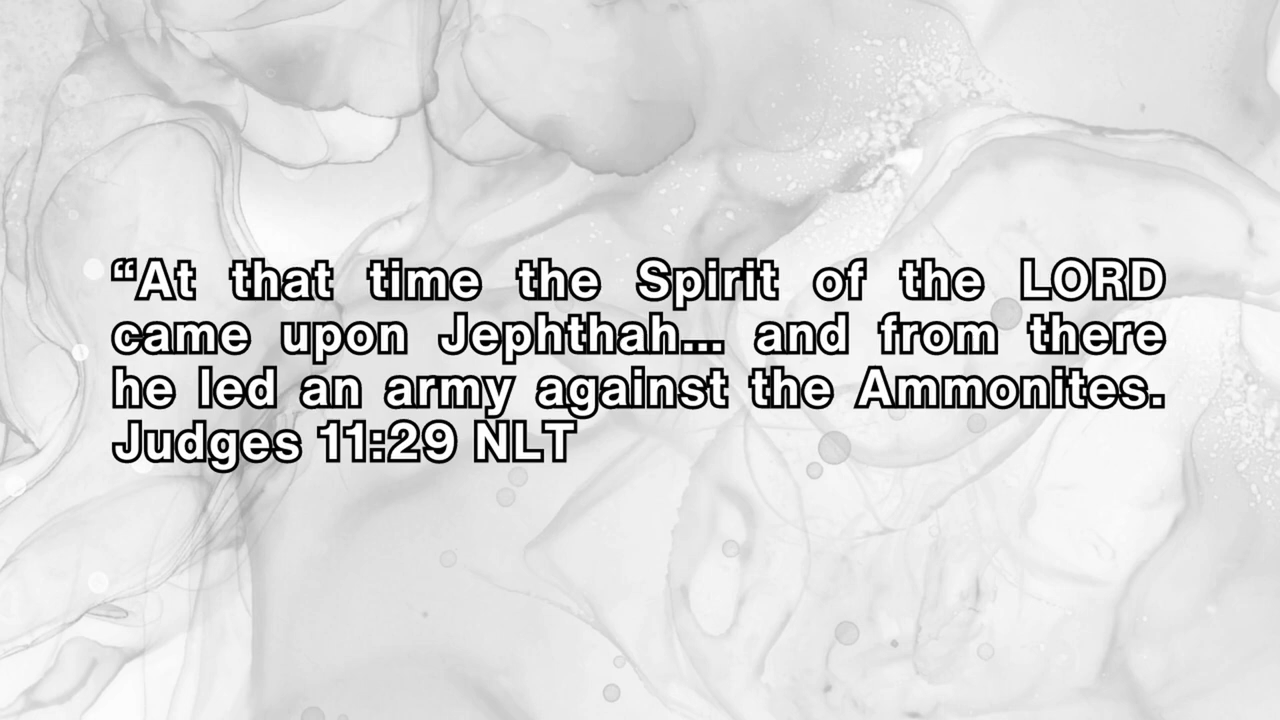 “At that time the Spirit of the LORD
came upon Jephthah... and from there
he led an army against the Ammonites.
Judges 11:29 NLT